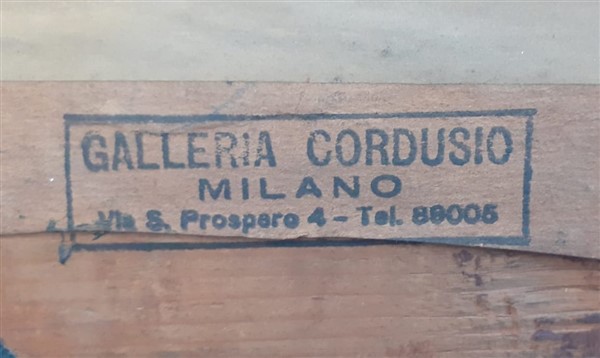 GALLERIA CORDUSIO
MILANO
Via S. Prospero 4 - Tel. 89005